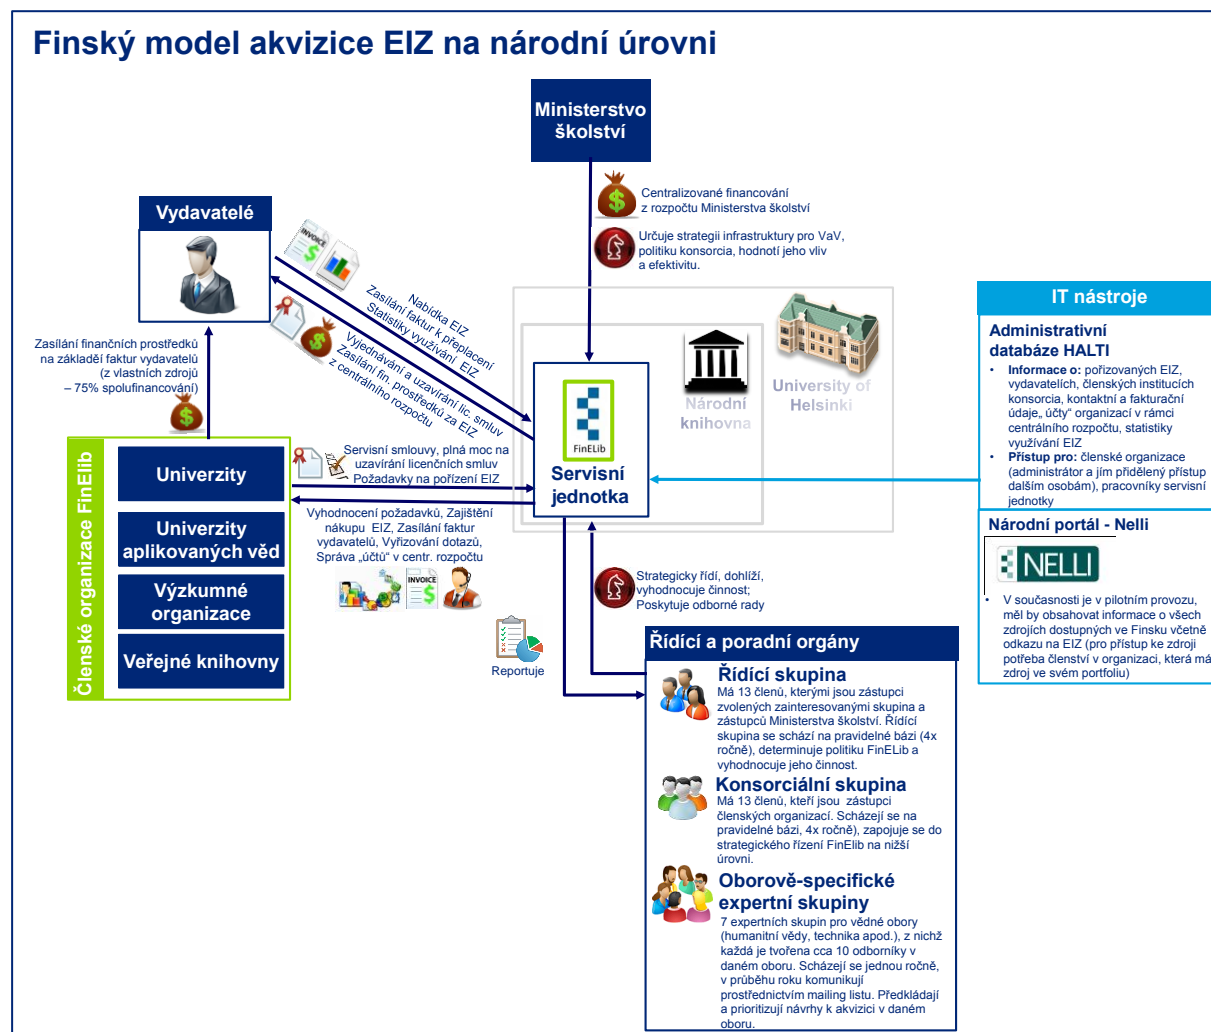 Finský model akvizice EIZ na národní úrovni
Ministerstvo
školství
Centralizované financování
z rozpočtu Ministerstva školství
Určuje strategii infrastruktury pro VaV,
politiku konsorcia, hodnotí jeho vliv
a efektivitu.
Vydavatelé
INVOICE
Nabídka EIZ
Zasílání faktur k přeplacení
Statistiky využívání EIZ
Vyjednávání a uzavírání lic. smluv
Zasílání fin. prostředků za EIZ
z centrálního rozpočtu
Zasílání finančních prostředků
na základěí faktur vydavatelů
(z vlastních zdrojů
– 75% spolufinancování)
Členské organizace FinElib
Univerzity
Univerzity
aplikovaných věd
Výzkumné
organizace
Veřejné knihovny
Servisní smlouvy, plná moc na
uzavírání licenčních smluv
Požadavky na pořízení EIZ
Vyhodnocení požadavků, Zajištění
nákupu EIZ, Zasílání faktur
vydavatelů, Vyřizování dotazů,
Správa „účtů“ v centr. rozpočtu
INVOICE
FinELib
Servisní
jednotka
Národní
knihovna
University of
Helsinki
IT nástroje
Administrativní
databáze HALTI
• Informace o: pořizovaných EIZ,
vydavatelích, členských institucích
konsorcia, kontaktní a fakturační
údaje„ účty“ organizací v rámci
centrálního rozpočtu, statistiky
využívání EIZ
• Přístup pro: členské organizace
(administrátor a jím přidělený přístup
dalším osobám), pracovníky servisní
jednotky
Národní portál - Nelli
NELLI
• V současnosti je v pilotním provozu,
měl by obsahovat informace o všech
zdrojích dostupných ve Finsku včetně
odkazu na EIZ (pro přístup ke zdroji
potřeba členství v organizaci, která má
zdroj ve svém portfoliu)
Strategicky řídí, dohlíží,
vyhodnocuje činnost;
Poskytuje odborné rady
Reportuje
Řídící a poradní orgány
Řídící skupina
Má 13 členů, kterými jsou zástupci
zvolených zainteresovanými skupina a
zástupců Ministerstva školství. Řídící
skupina se schází na pravidelné bázi (4x
ročně), determinuje politiku FinELib a
vyhodnocuje jeho činnost.
Konsorciální skupina
Má 13 členů, kteří jsou zástupci
členských organizací. Scházejí se na
pravidelné bázi, 4x ročně), zapojuje se do
strategického řízení FinElib na nižší
úrovni.
Oborově-specifické
expertní skupiny
7 expertních skupin pro vědné obory
(humanitní vědy, technika apod.), z nichž
každá je tvořena cca 10 odborníky v
daném oboru. Scházejí se jednou ročně,
v průběhu roku komunikují
prostřednictvím mailing listu. Předkládají
a prioritizují návrhy k akvizici v daném
oboru.